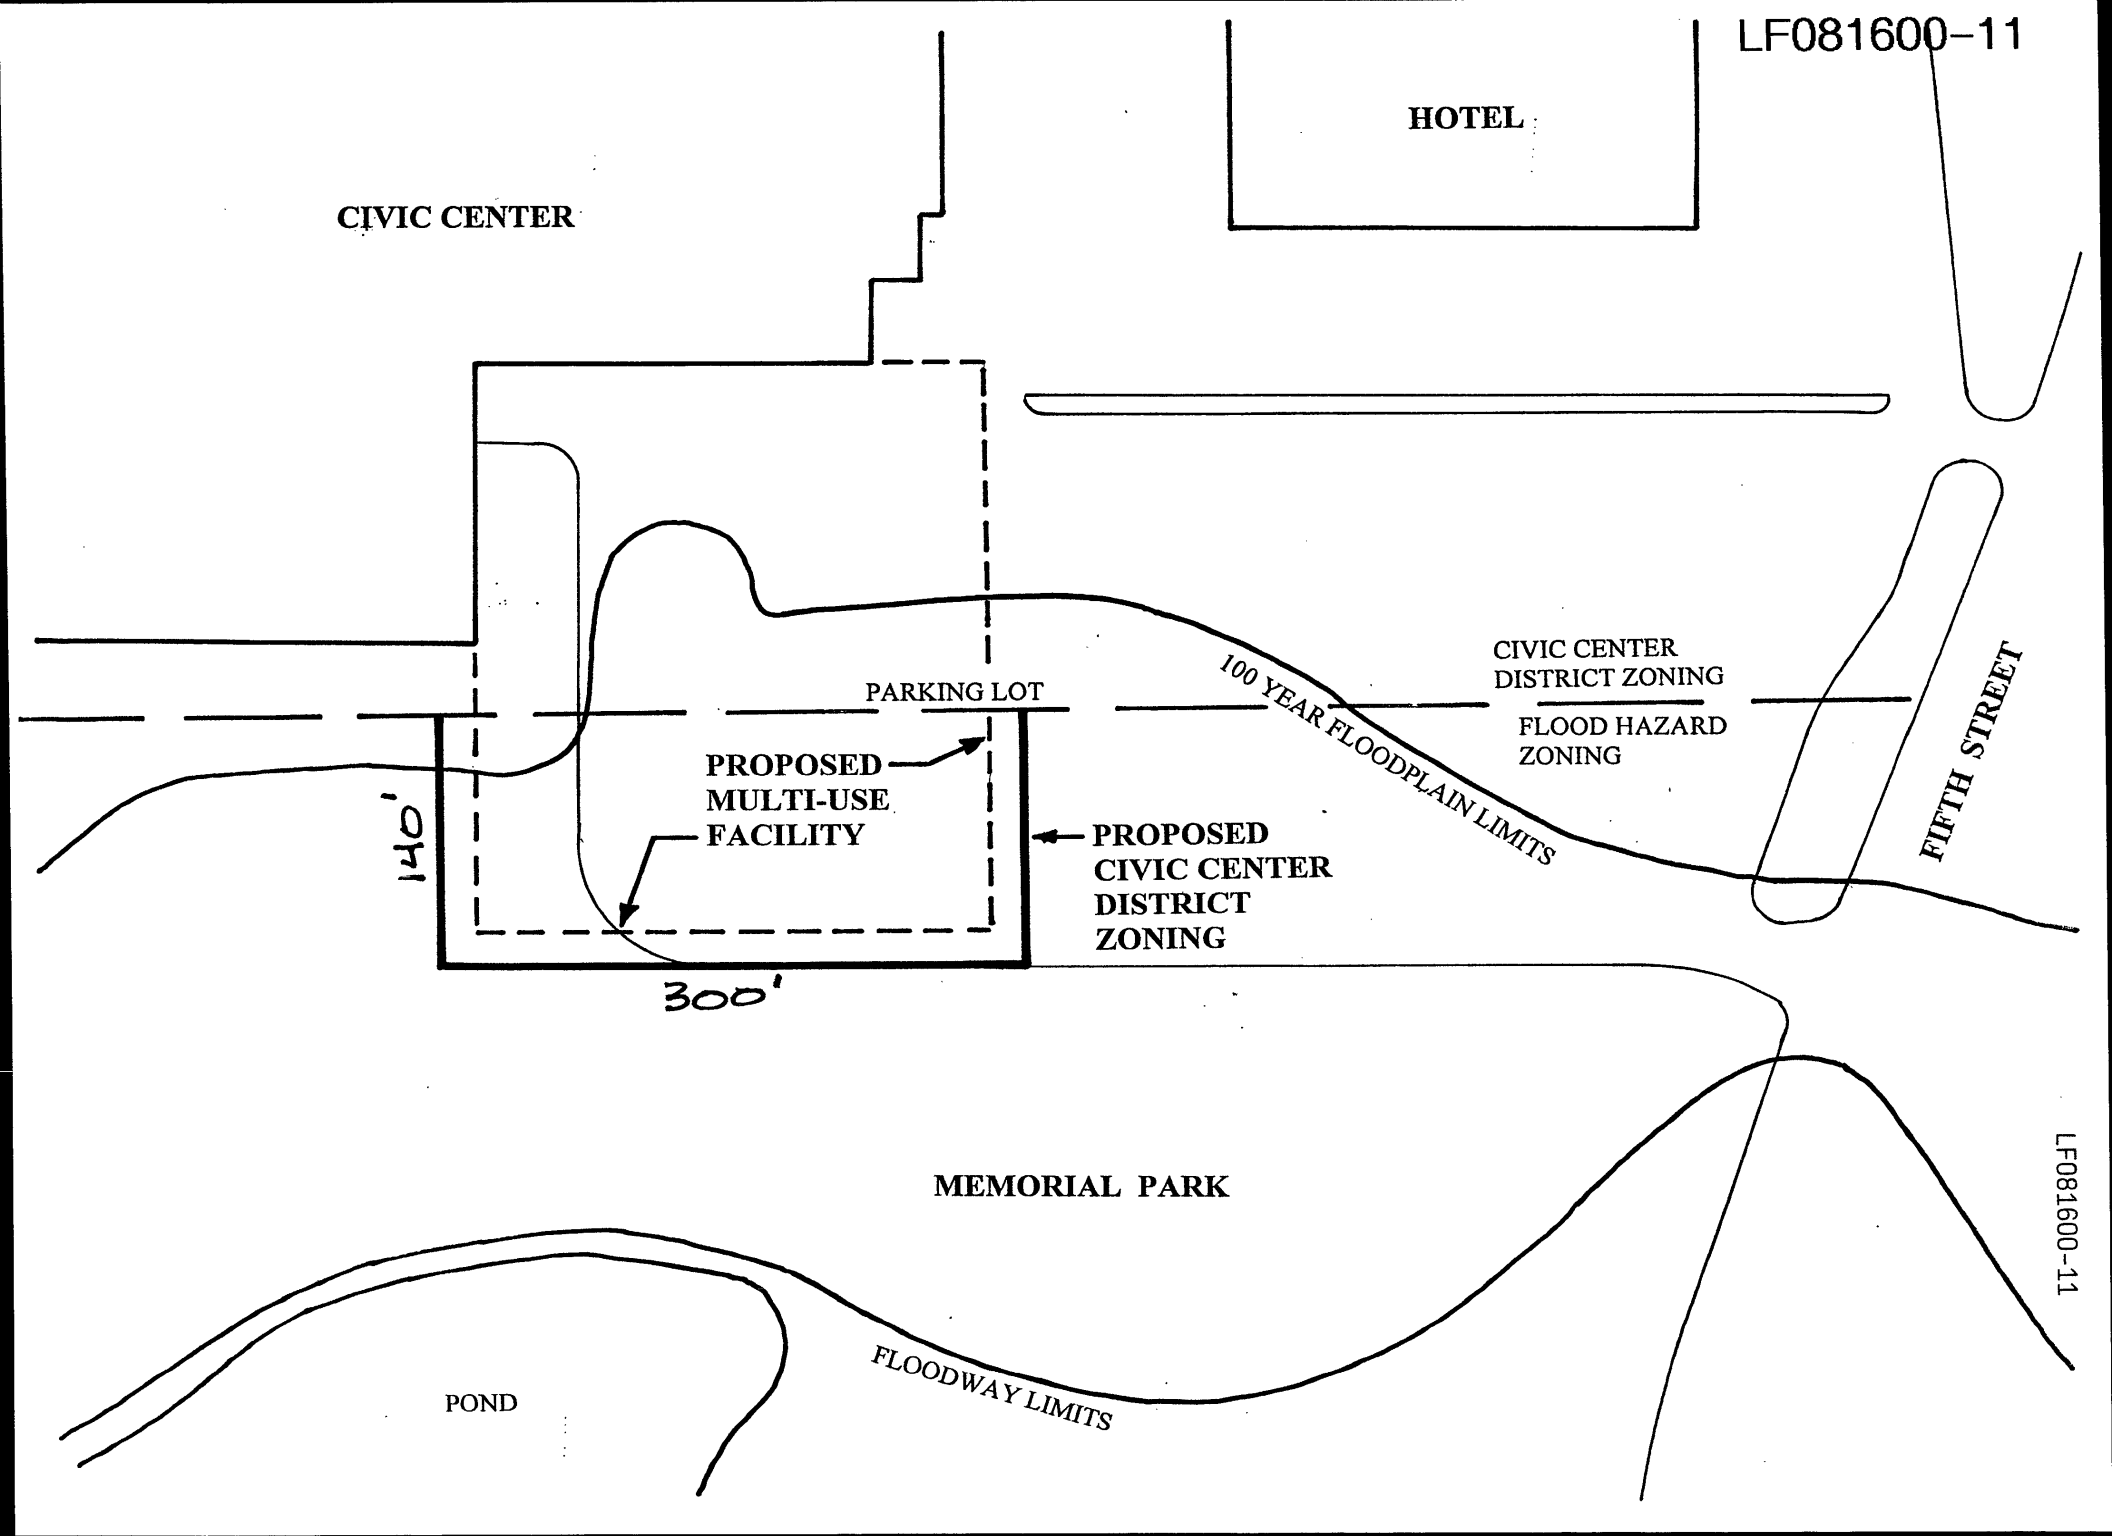 LF081600-11
HOTEL
CIVIC CENTER
CIVIC CENTER
DISTRICT ZONING
PARKING LOT
100 YEAR FLOODPLAIN LIMITS
FLOOD HAZARD
ZONING
FIFTH STREET
PROPOSED
MULTI-USE
FACILITY
140'
PROPOSED
CIVIC CENTER
DISTRICT
ZONING
300'
MEMORIAL PARK
LF081600-11
FLOODWAY LIMITS
POND